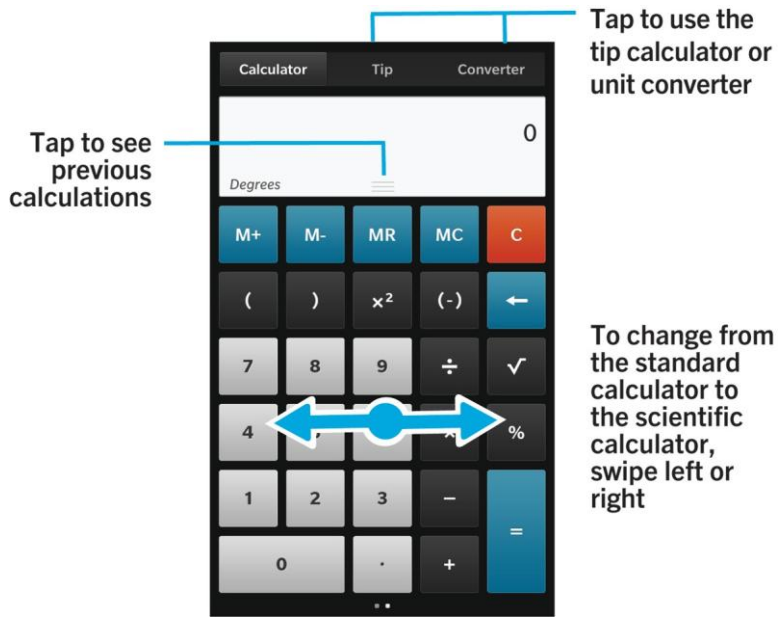 Tap to use the
tip calculator or
unit converter
Calculator Tip Converter
Tap to see
previous
calculations
0
Degrees
M+ M- MR MC C
( ) x² (-) ←
7 8 9 ÷ √
4 %
To change from
the standard
calculator to
the scientific
calculator,
swipe left or
right
1 2 3 −
=
0 . +